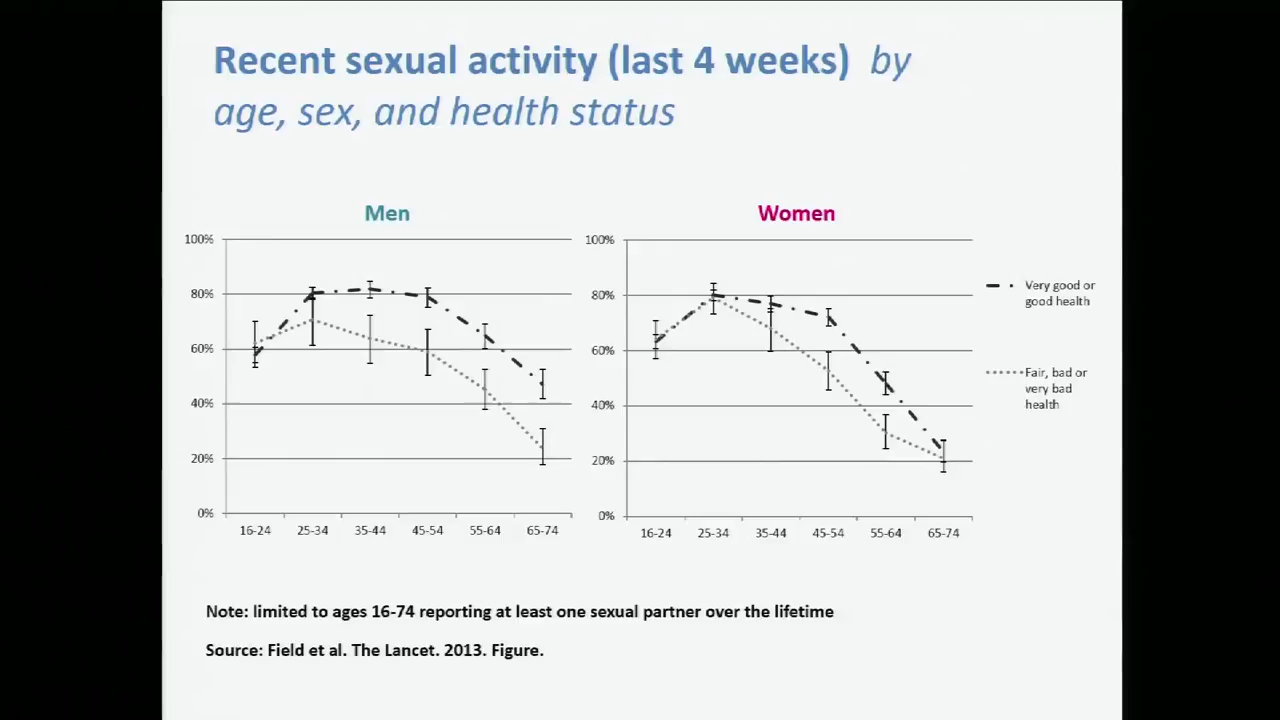 Recent sexual activity (last 4 weeks) by
age, sex, and health status
Men
100%
80%
60%
40%
20%
0%
16-24 25-34 35-44 45-54 55-64 65-74
Women
100%
80%
60%
40%
20%
0%
16-24 25-34 35-44 45-54 55-64 65-74
Very good or
good health
Fair, bad or
very bad
health
Note: limited to ages 16-74 reporting at least one sexual partner over the lifetime
Source: Field et al. The Lancet. 2013. Figure.